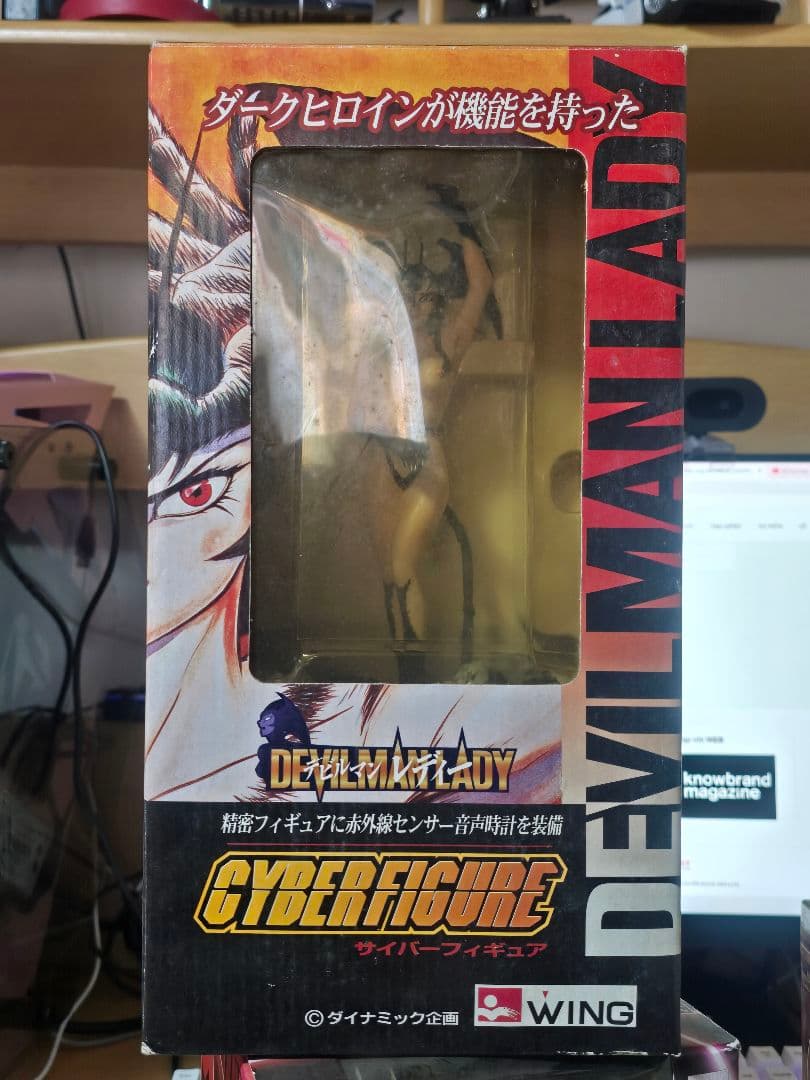 ダークヒロインが機能を持った
DEVILMAN LADY
DEVILMAN LADY
デビルマン レディー
精密フィギュアに赤外線センサー音声時計を装備
CYBERFIGURE
サイバーフィギュア
©ダイナミック企画
WING
knowbrand
magazine